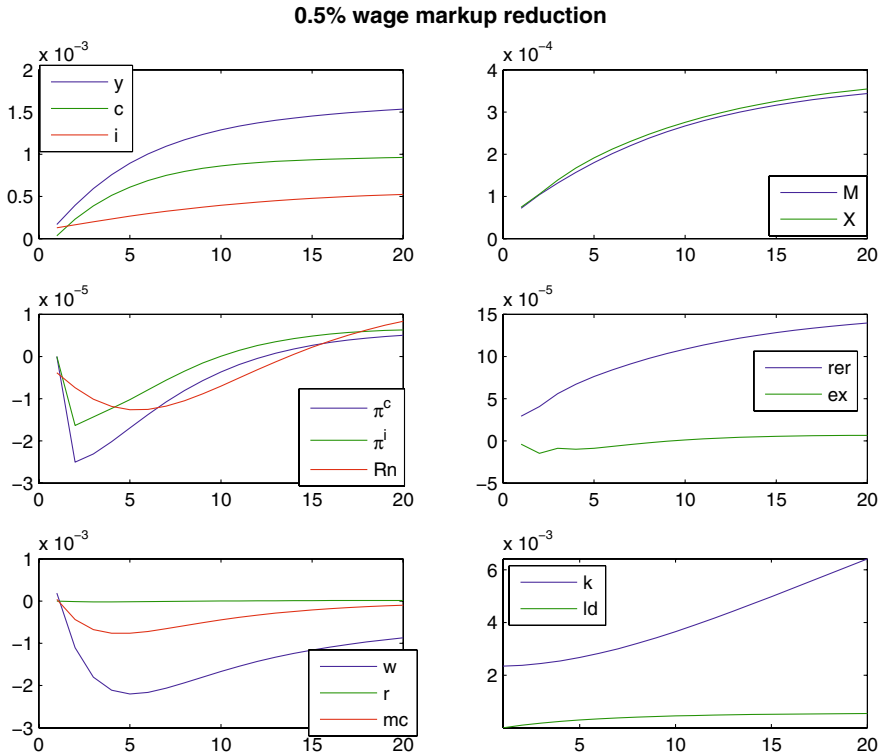 0.5% wage markup reduction
x 10⁻³
2
1.5
1
0.5
0
0 5 10 15 20
y
c
i
x 10⁻⁴
4
3
2
1
0
0 5 10 15 20
M
X
x 10⁻⁵
1
0
−1
−2
−3
0 5 10 15 20
πᶜ
πⁱ
Rn
x 10⁻⁵
15
10
5
0
−5
0 5 10 15 20
rer
ex
x 10⁻³
1
0
−1
−2
−3
0 5 10 15 20
w
r
mc
x 10⁻³
6
4
2
5 10 15 20
k
ld